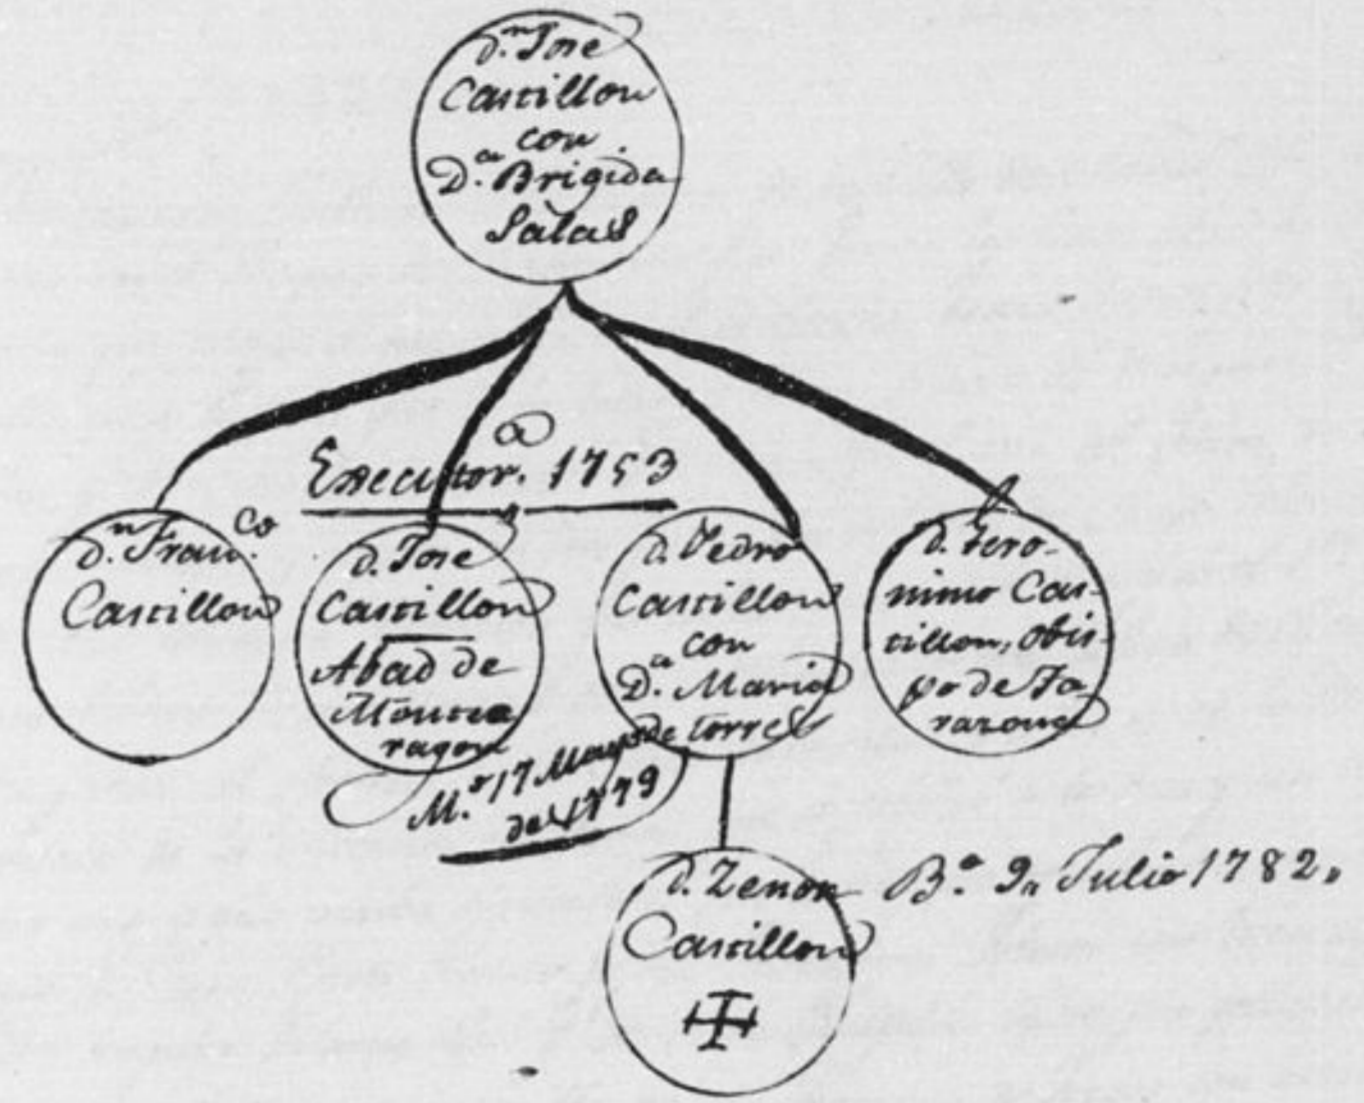 d.ⁿ Jose
Castillon
con
D.ª Brigida
Salas
Executor.ª 1753
d.ⁿ Fran.co
Castillon
d. Jose
Castillon
Abad de
Montea
ragon
d. Pedro
Castillon
con
D.ª Maria
de torres
d. Gero-
nimo Cas-
tillon, obis-
po de Ta
razona
M.º 17 Mayo
de 1779
d. Zenon
Castillon
B.º 9,, Julio 1782,,